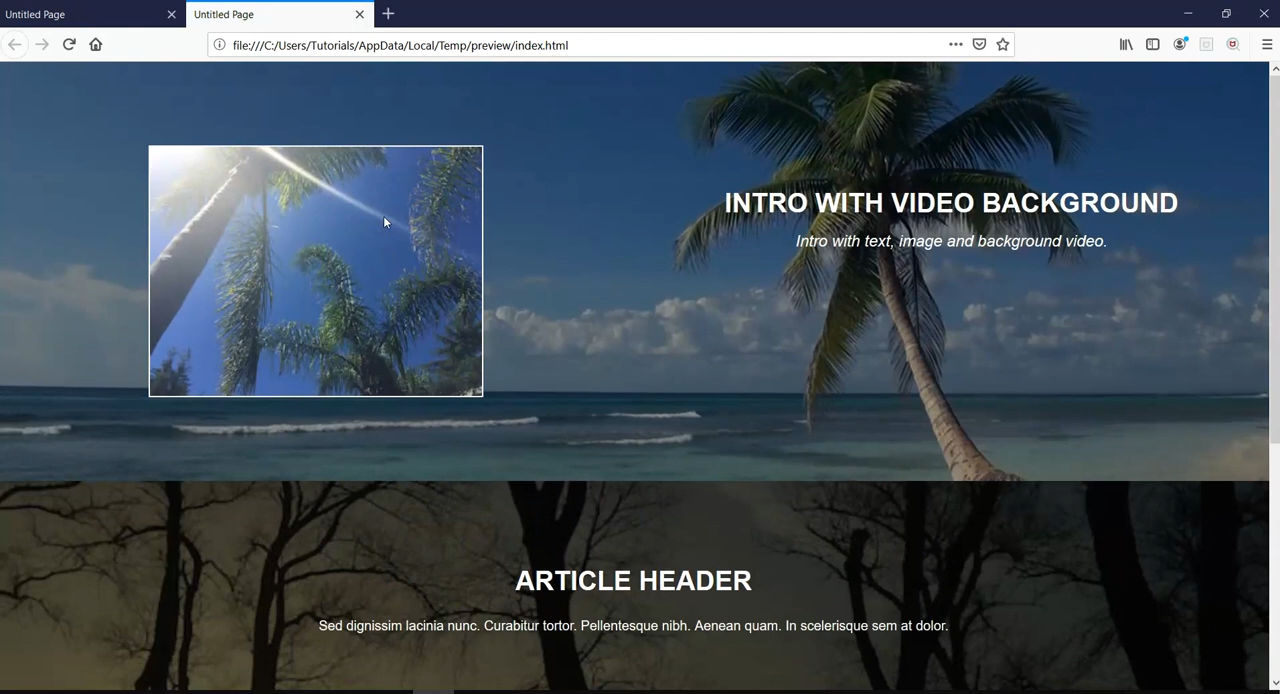 Untitled Page
Untitled Page
file:///C:/Users/Tutorials/AppData/Local/Temp/preview/index.html
INTRO WITH VIDEO BACKGROUND
Intro with text, image and background video.
ARTICLE HEADER
Sed dignissim lacinia nunc. Curabitur tortor. Pellentesque nibh. Aenean quam. In scelerisque sem at dolor.